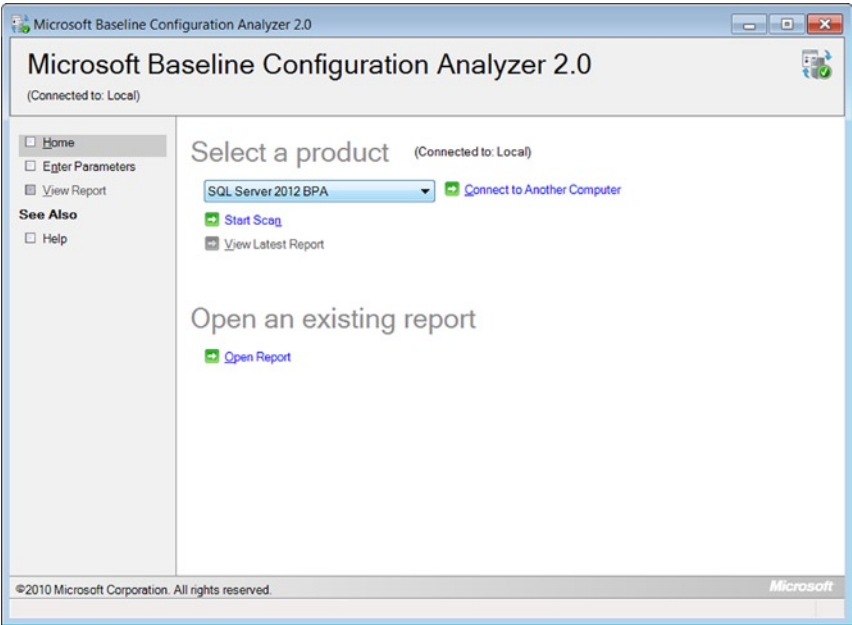 Microsoft Baseline Configuration Analyzer 2.0
Microsoft Baseline Configuration Analyzer 2.0
(Connected to: Local)
Home
Enter Parameters
View Report
See Also
Help
Select a product (Connected to: Local)
SQL Server 2012 BPA Connect to Another Computer
Start Scan
View Latest Report
Open an existing report
Open Report
©2010 Microsoft Corporation. All rights reserved. Microsoft